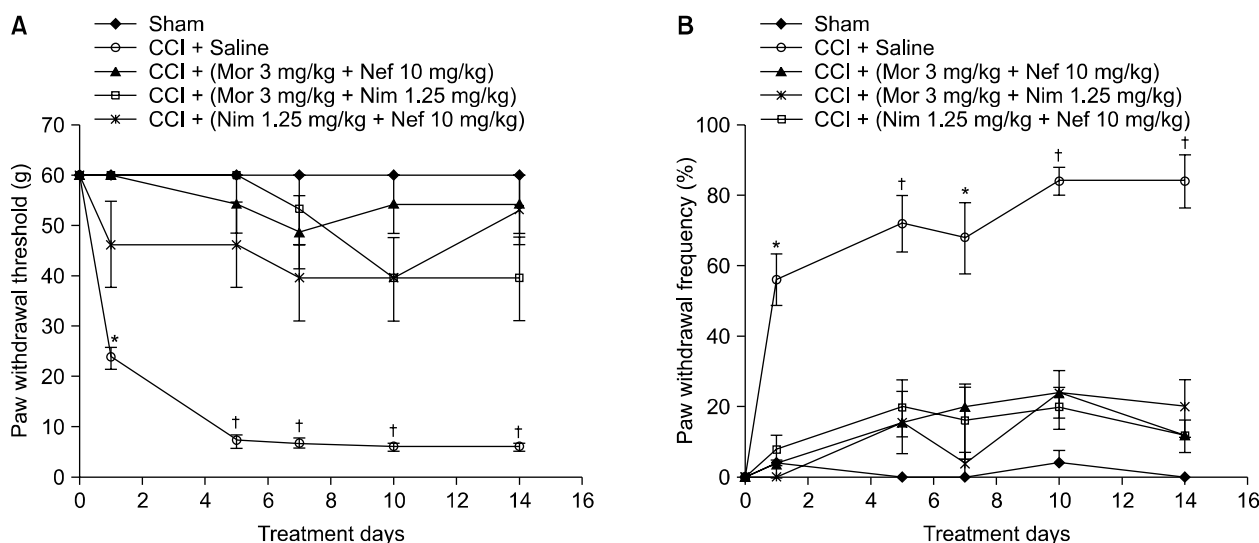 A
Sham
CCI + Saline
CCI + (Mor 3 mg/kg + Nef 10 mg/kg)
CCI + (Mor 3 mg/kg + Nim 1.25 mg/kg)
CCI + (Nim 1.25 mg/kg + Nef 10 mg/kg)
70
60
50
40
30
20
10
0
Paw withdrawal threshold (g)
*
†
†
†
†
0 2 4 6 8 10 12 14 16
Treatment days
B
Sham
CCI + Saline
CCI + (Mor 3 mg/kg + Nef 10 mg/kg)
CCI + (Mor 3 mg/kg + Nim 1.25 mg/kg)
CCI + (Nim 1.25 mg/kg + Nef 10 mg/kg)
100
80
60
40
20
0
Paw withdrawal frequency (%)
*
†
*
†
†
0 2 4 6 8 10 12 14 16
Treatment days